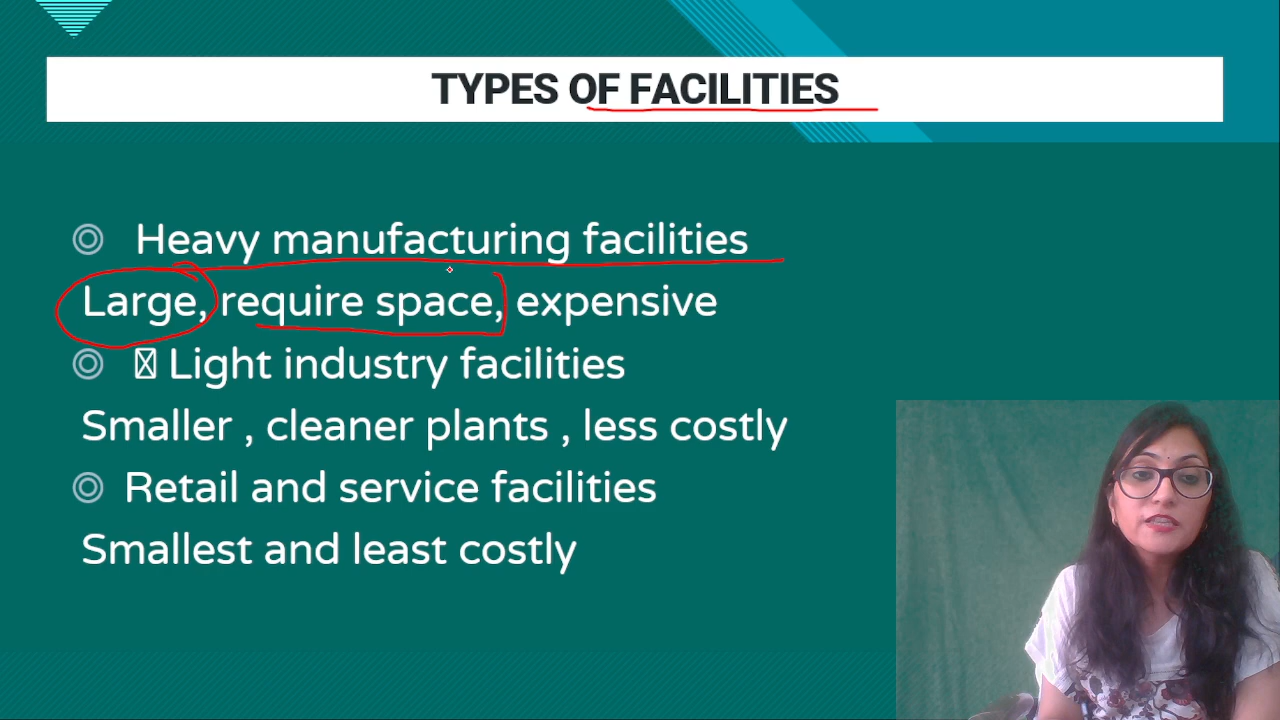 TYPES OF FACILITIES
Heavy manufacturing facilities
Large, require space, expensive
Light industry facilities
Smaller , cleaner plants , less costly
Retail and service facilities
Smallest and least costly